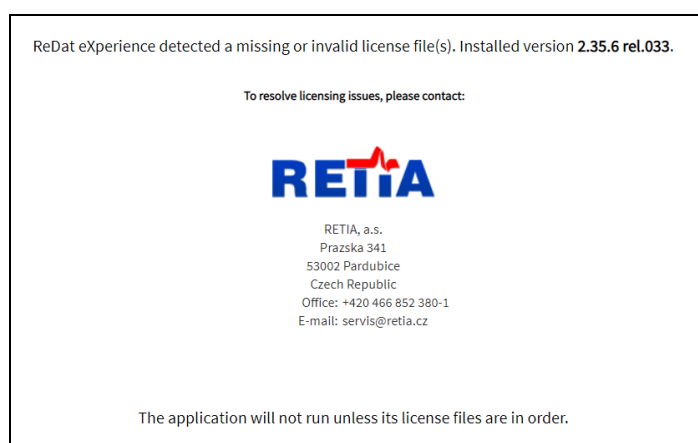 ReDat eXperience detected a missing or invalid license file(s). Installed version 2.35.6 rel.033.
To resolve licensing issues, please contact:
RETIA
RETIA, a.s.
Prazska 341
53002 Pardubice
Czech Republic
Office: +420 466 852 380-1
E-mail: servis@retia.cz
The application will not run unless its license files are in order.